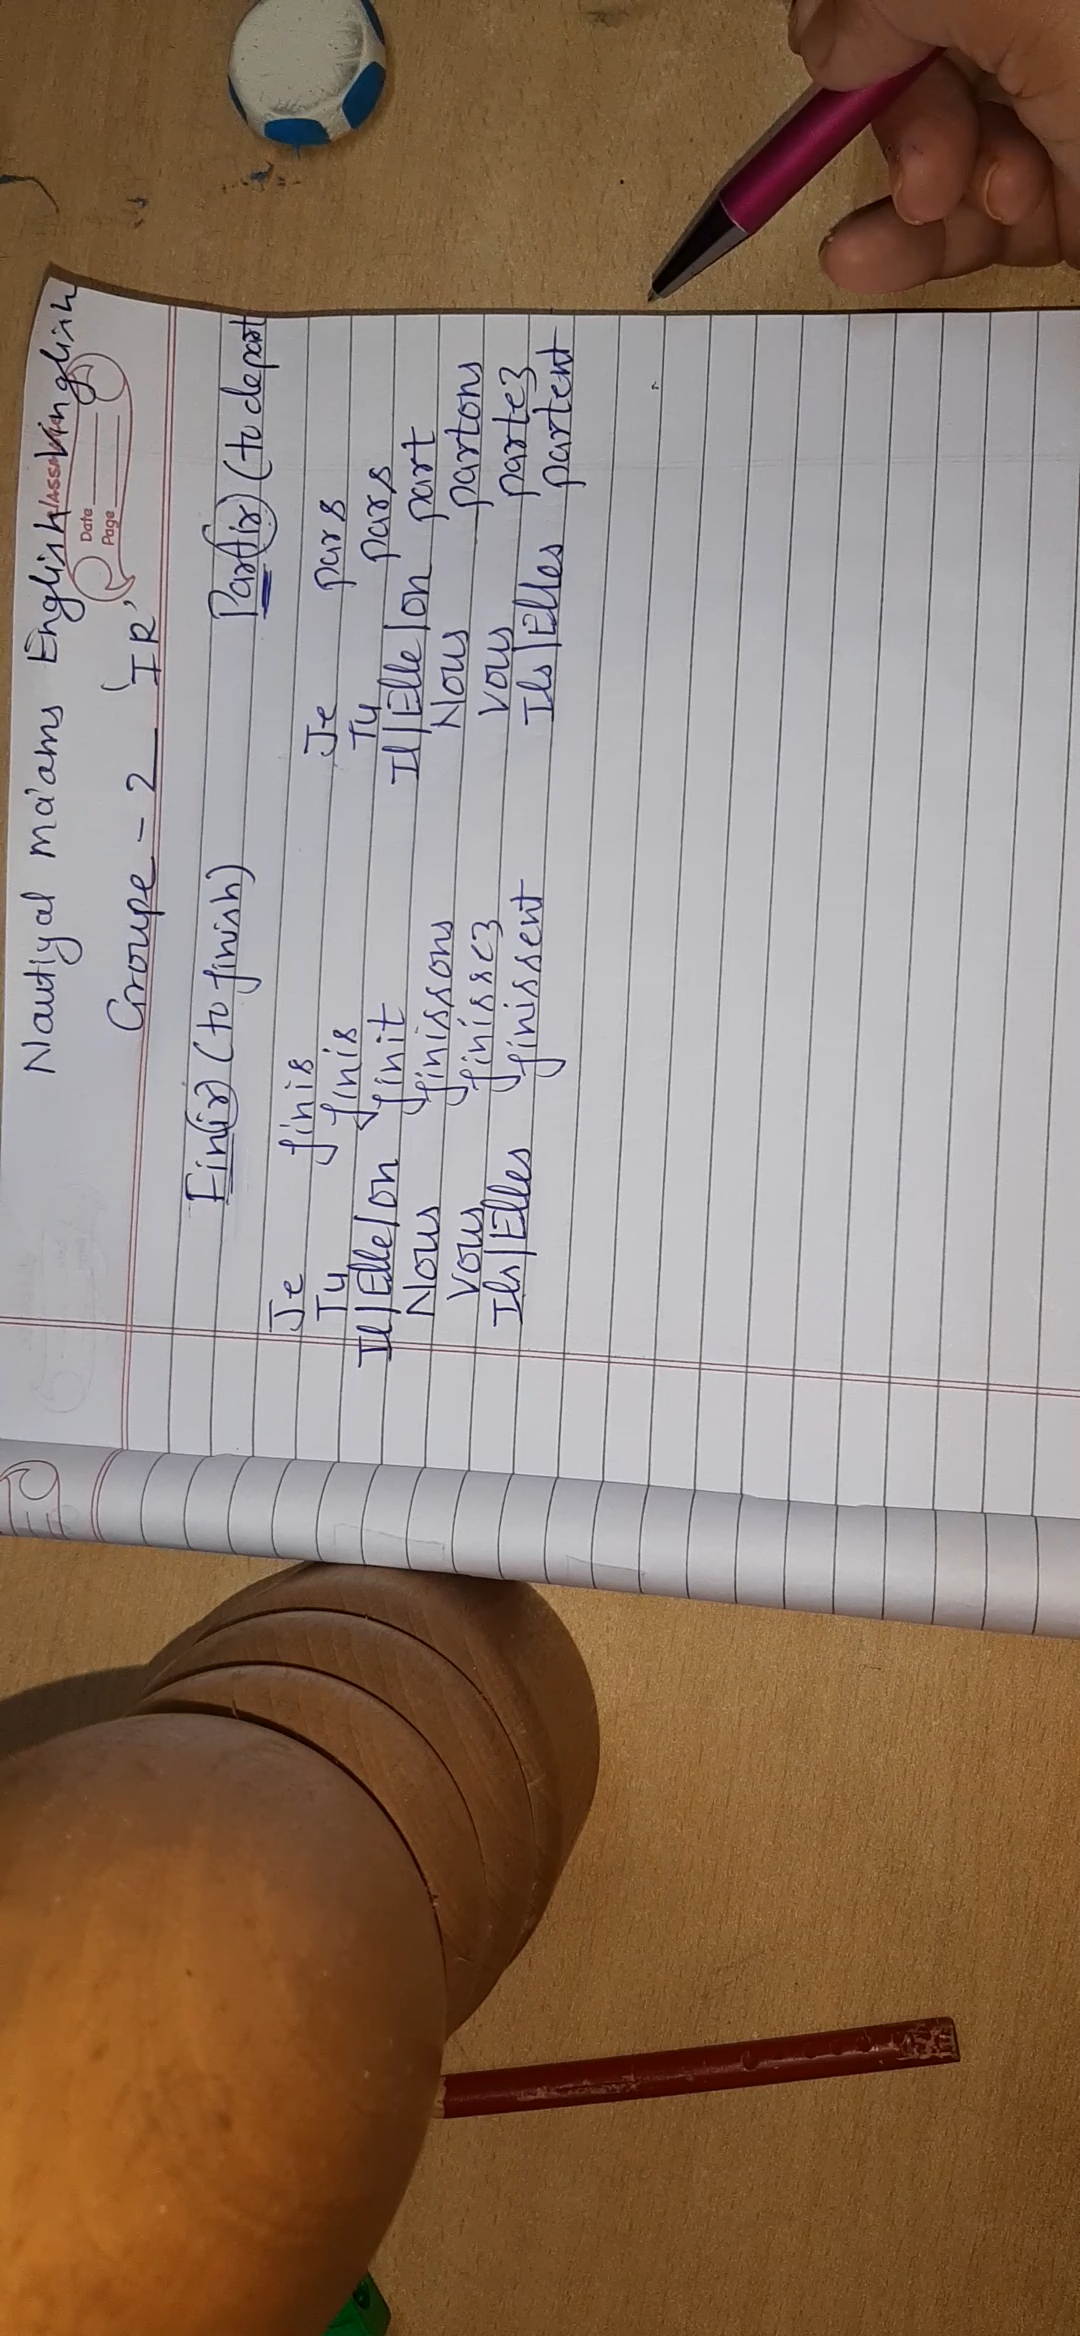 Nautiyal ma'ams English Vinglish
CLASSMATE
Date
Page
Groupe - 2 'IR'
Finir (to finish) Partir (to depart
Je finis Je pars
Tu finis Tu pars
Il/Elle/on finit Il/Elle/on part
Nous finissons Nous partons
Vous finissez Vous partez
Ils/Elles finissent Ils/Elles partent